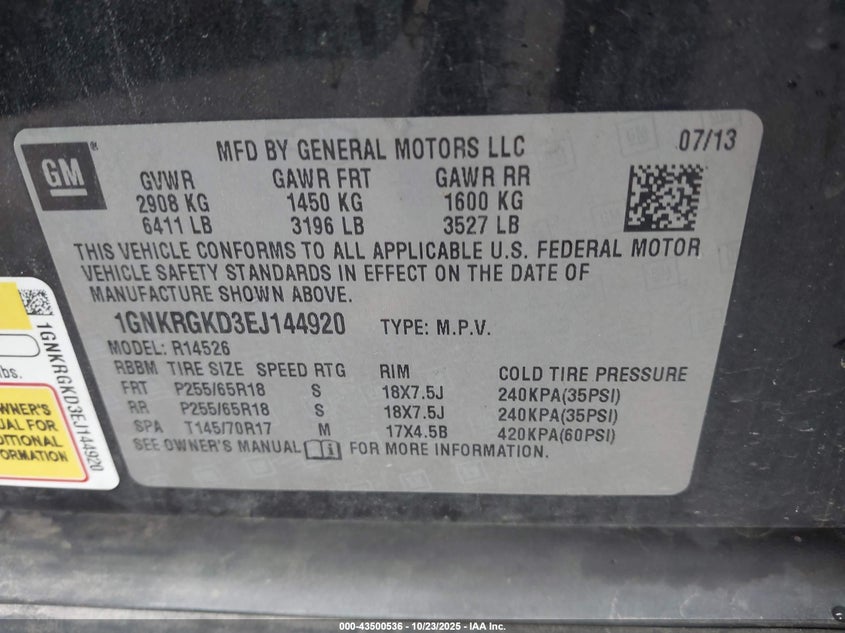 GM
MFD BY GENERAL MOTORS LLC 07/13
GVWR GAWR FRT GAWR RR
2908 KG 1450 KG 1600 KG
6411 LB 3196 LB 3527 LB
THIS VEHICLE CONFORMS TO ALL APPLICABLE U.S. FEDERAL MOTOR
VEHICLE SAFETY STANDARDS IN EFFECT ON THE DATE OF
MANUFACTURE SHOWN ABOVE.
1GNKRGKD3EJ144920 TYPE: M.P.V.
MODEL: R14526
RBBM TIRE SIZE SPEED RTG RIM COLD TIRE PRESSURE
FRT P255/65R18 S 18X7.5J 240KPA(35PSI)
RR P255/65R18 S 18X7.5J 240KPA(35PSI)
SPA T145/70R17 M 17X4.5B 420KPA(60PSI)
SEE OWNER'S MANUAL FOR MORE INFORMATION.
1GNKRGKD3EJ144920
lbs.
OWNER'S
FOR
000-43500536 - 10/23/2025 - IAA Inc.